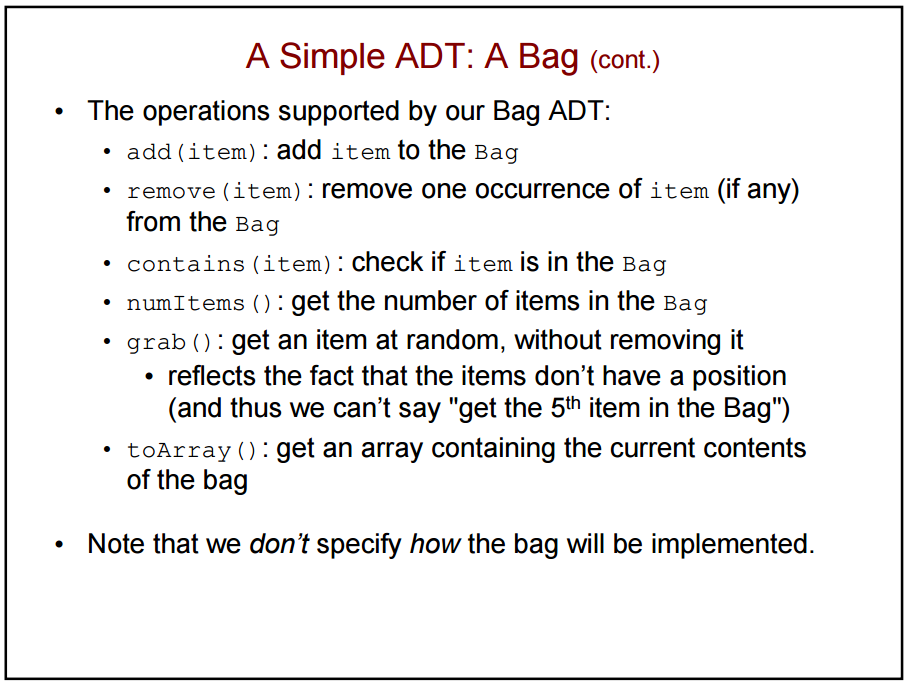 A Simple ADT: A Bag (cont.)
• The operations supported by our Bag ADT:
• add(item): add item to the Bag
• remove(item): remove one occurrence of item (if any)
from the Bag
• contains(item): check if item is in the Bag
• numItems(): get the number of items in the Bag
• grab(): get an item at random, without removing it
• reflects the fact that the items don’t have a position
(and thus we can’t say "get the 5th item in the Bag")
• toArray(): get an array containing the current contents
of the bag
• Note that we don’t specify how the bag will be implemented.